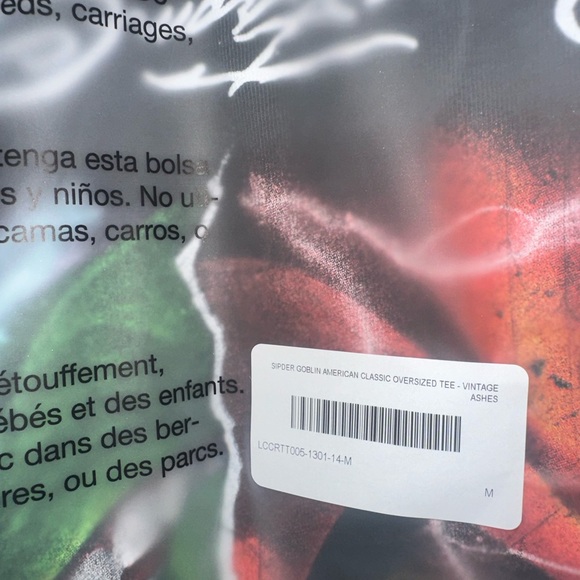 eds, carriages,
tenga esta bolsa
s y niños. No u
camas, carros, o
étouffement,
ébés et des enfants.
c dans des ber-
res, ou des parcs.
SIPDER GOBLIN AMERICAN CLASSIC OVERSIZED TEE - VINTAGE
ASHES
LCCRTT005-1301-14-M
M